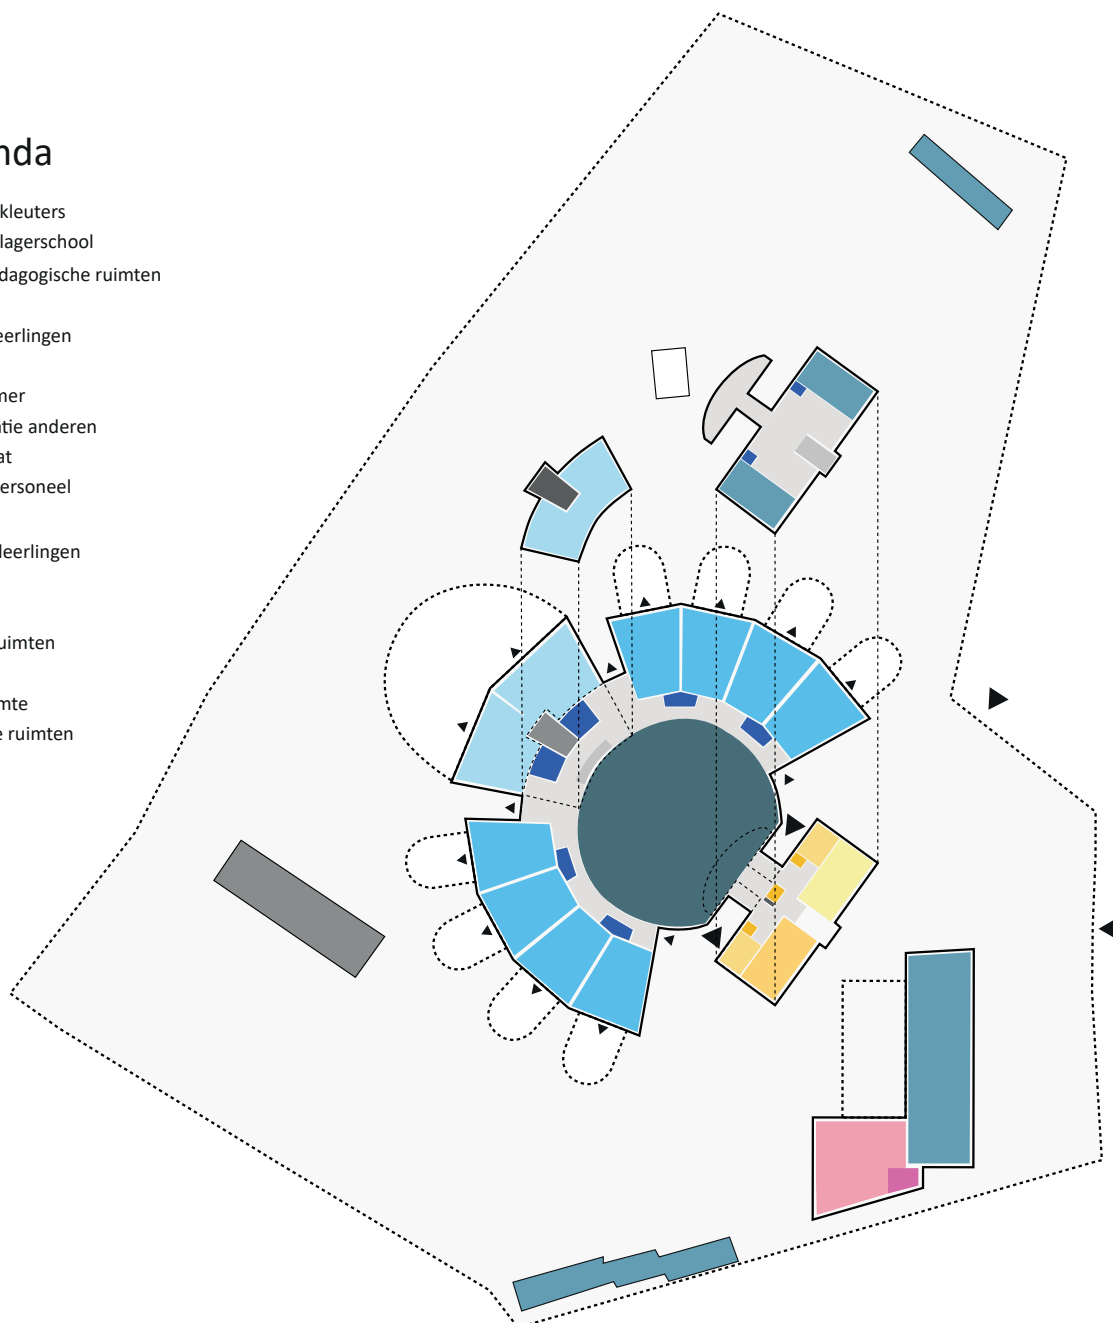 nda
kleuters
lagerschool
dagogische ruimten
eerlingen
ner
tie anderen
at
ersoneel
leerlingen
uimten
mte
e ruimten